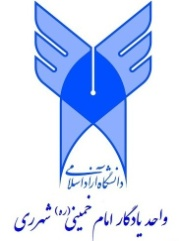 دانشگاه آزاد اسلامی
واحد یادگار امام خمینی (ره) شهرری